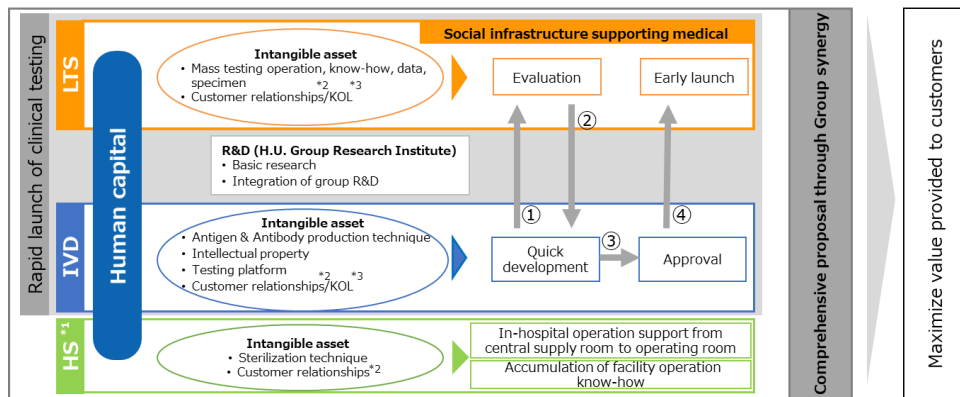 Rapid launch of clinical testing
LTS
Human capital
Intangible asset
• Mass testing operation, know-how, data,
specimen
• Customer relationships/KOL *2 *3
Social infrastructure supporting medical
Evaluation
Early launch
②
R&D (H.U. Group Research Institute)
• Basic research
• Integration of group R&D
①
④
IVD
Intangible asset
• Antigen & Antibody production technique
• Intellectual property
• Testing platform
• Customer relationships/KOL *2 *3
Quick
development
③
Approval
HS *1
Intangible asset
• Sterilization technique
• Customer relationships*2
In-hospital operation support from
central supply room to operating room
Accumulation of facility operation
know-how
Comprehensive proposal through Group synergy
Maximize value provided to customers